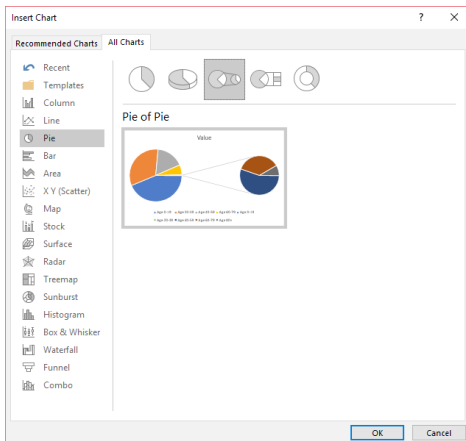 Insert Chart ? ×
Recommended Charts All Charts
Recent
Templates
Column
Line
Pie
Bar
Area
X Y (Scatter)
Map
Stock
Surface
Radar
Treemap
Sunburst
Histogram
Box & Whisker
Waterfall
Funnel
Combo
Pie of Pie
Value
OK Cancel